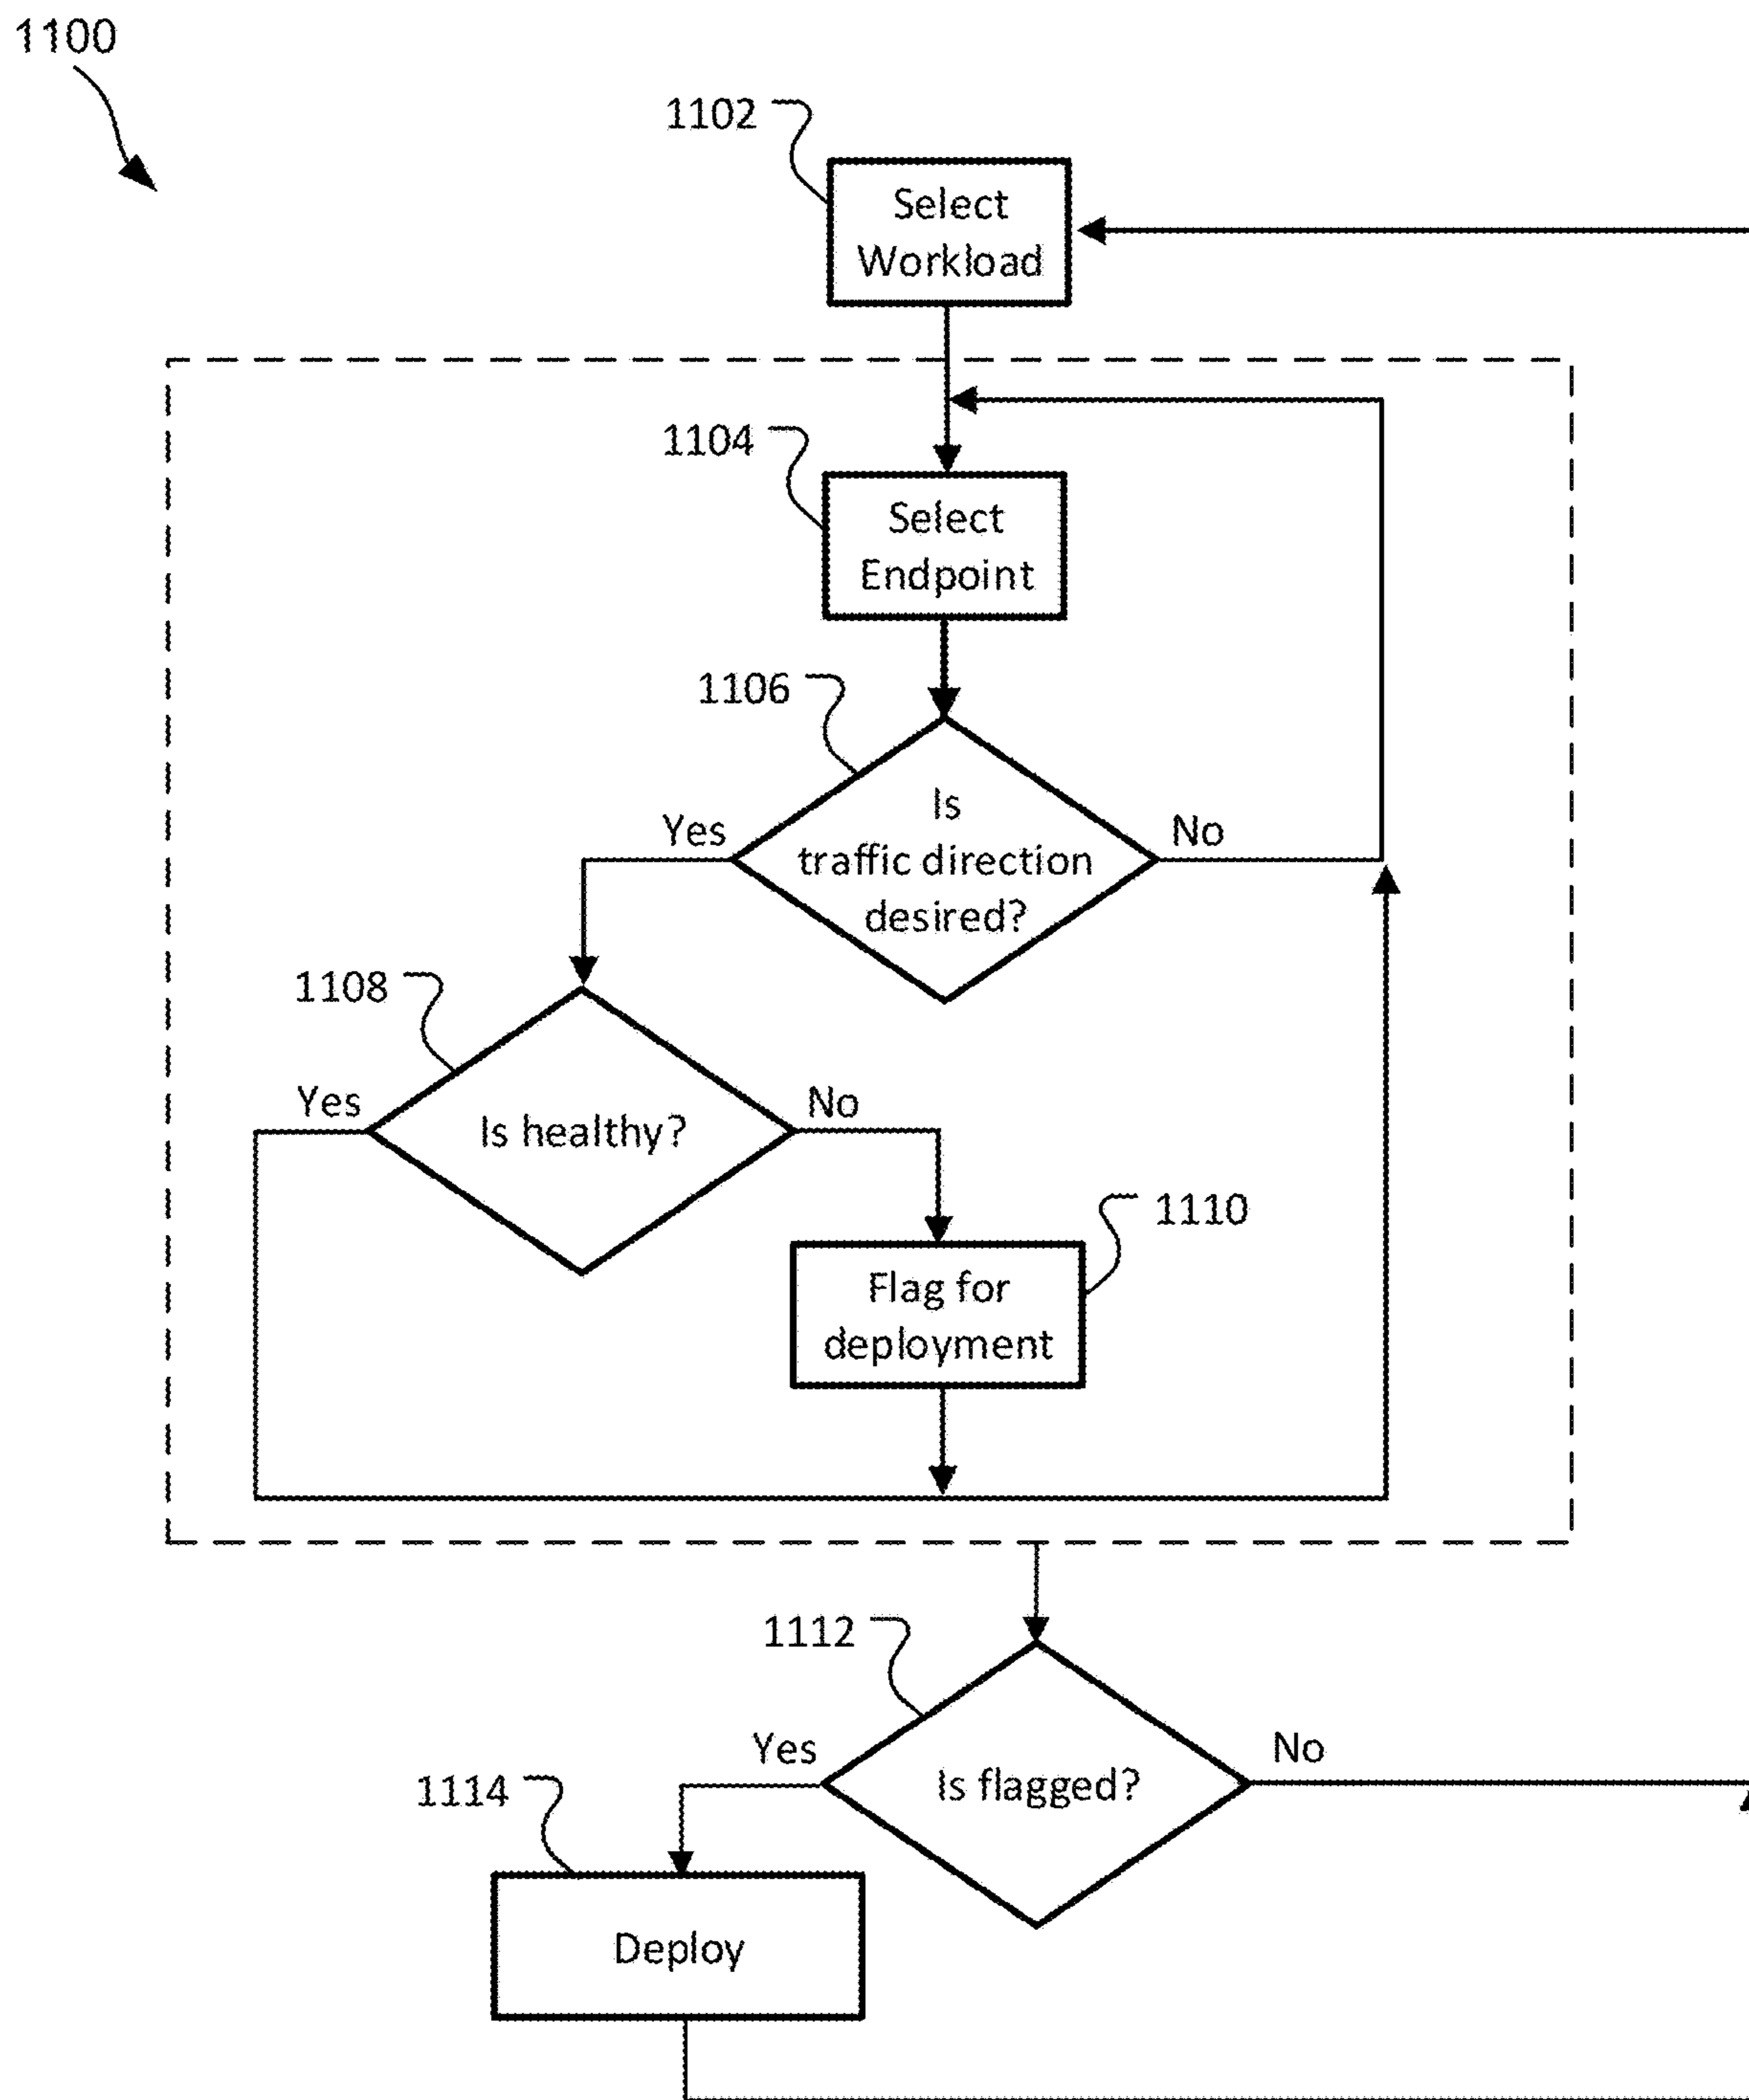 1100
1102
Select
Workload
1104
Select
Endpoint
1106
Is
traffic direction
desired?
Yes
No
1108
Is healthy?
Yes
No
1110
Flag for
deployment
1112
Is flagged?
Yes
No
1114
Deploy